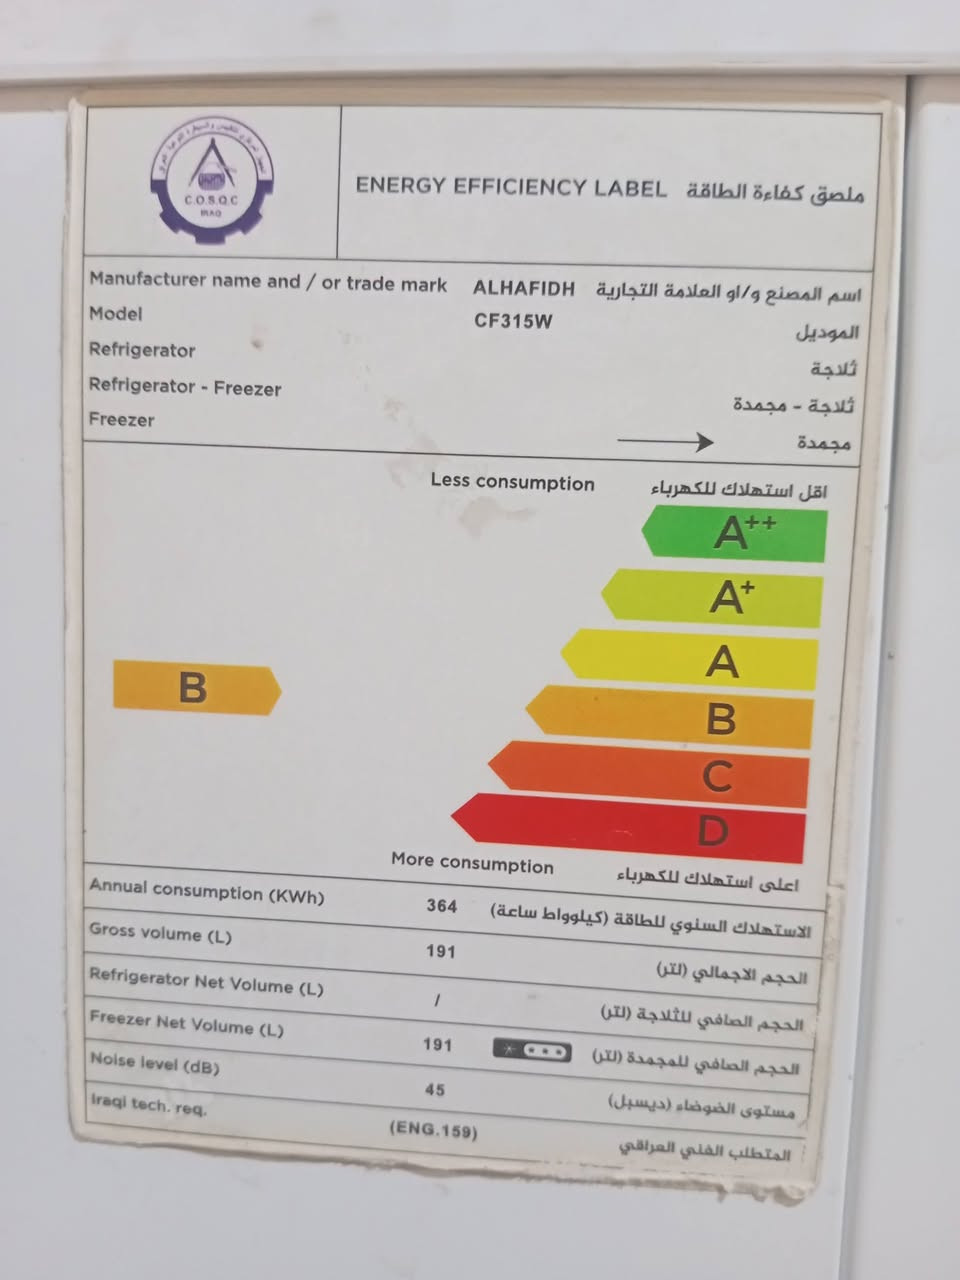 C.O.S.Q.C
IRAQ
ENERGY EFFICIENCY LABEL ملصق كفاءة الطاقة
Manufacturer name and / or trade mark ALHAFIDH اسم المصنع و/او العلامة التجارية
Model CF315W الموديل
Refrigerator ثلاجة
Refrigerator - Freezer ثلاجة - مجمدة
Freezer مجمدة
Less consumption اقل استهلاك للكهرباء
A++
A+
A
B B
C
D
More consumption اعلى استهلاك للكهرباء
Annual consumption (KWh) 364 الاستهلاك السنوي للطاقة (كيلوواط ساعة)
Gross volume (L) 191 الحجم الاجمالي (لتر)
Refrigerator Net Volume (L) / الحجم الصافي للثلاجة (لتر)
Freezer Net Volume (L) 191 الحجم الصافي للمجمدة (لتر)
Noise level (dB) 45 مستوى الضوضاء (ديسبل)
Iraqi tech. req. (ENG.159) المتطلب الفني العراقي